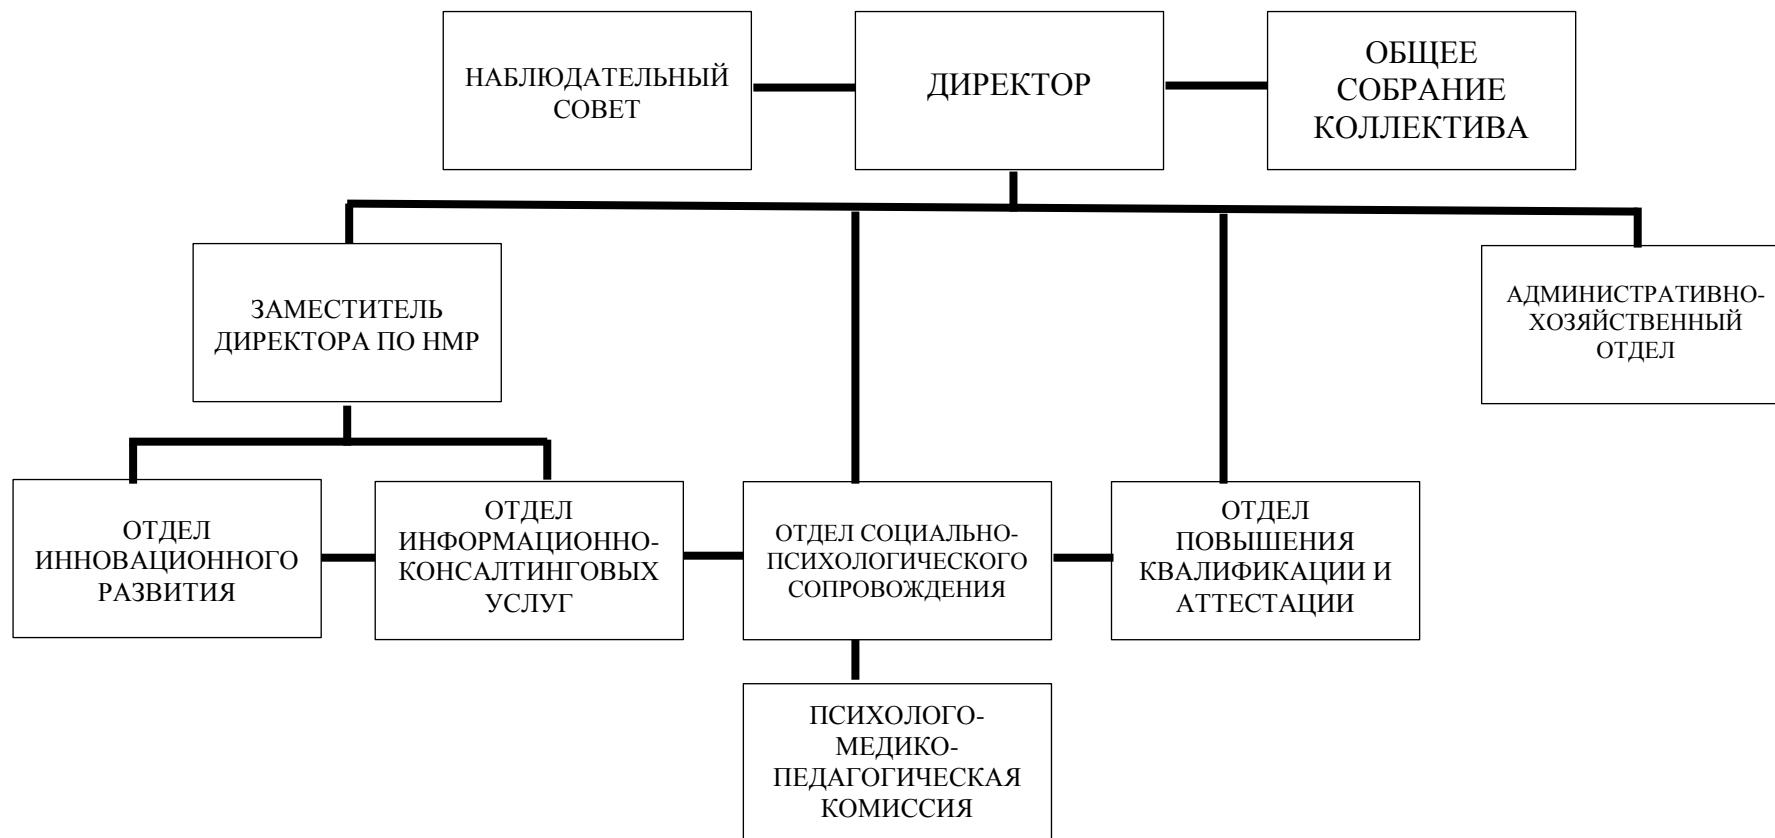 НАБЛЮДАТЕЛЬНЫЙ
СОВЕТ
ДИРЕКТОР
ОБЩЕЕ
СОБРАНИЕ
КОЛЛЕКТИВА
ЗАМЕСТИТЕЛЬ
ДИРЕКТОРА ПО НМР
АДМИНИСТРАТИВНО-
ХОЗЯЙСТВЕННЫЙ
ОТДЕЛ
ОТДЕЛ
ИННОВАЦИОННОГО
РАЗВИТИЯ
ОТДЕЛ
ИНФОРМАЦИОННО-
КОНСАЛТИНГОВЫХ
УСЛУГ
ОТДЕЛ СОЦИАЛЬНО-
ПСИХОЛОГИЧЕСКОГО
СОПРОВОЖДЕНИЯ
ОТДЕЛ
ПОВЫШЕНИЯ
КВАЛИФИКАЦИИ И
АТТЕСТАЦИИ
ПСИХОЛОГО-
МЕДИКО-
ПЕДАГОГИЧЕСКАЯ
КОМИССИЯ